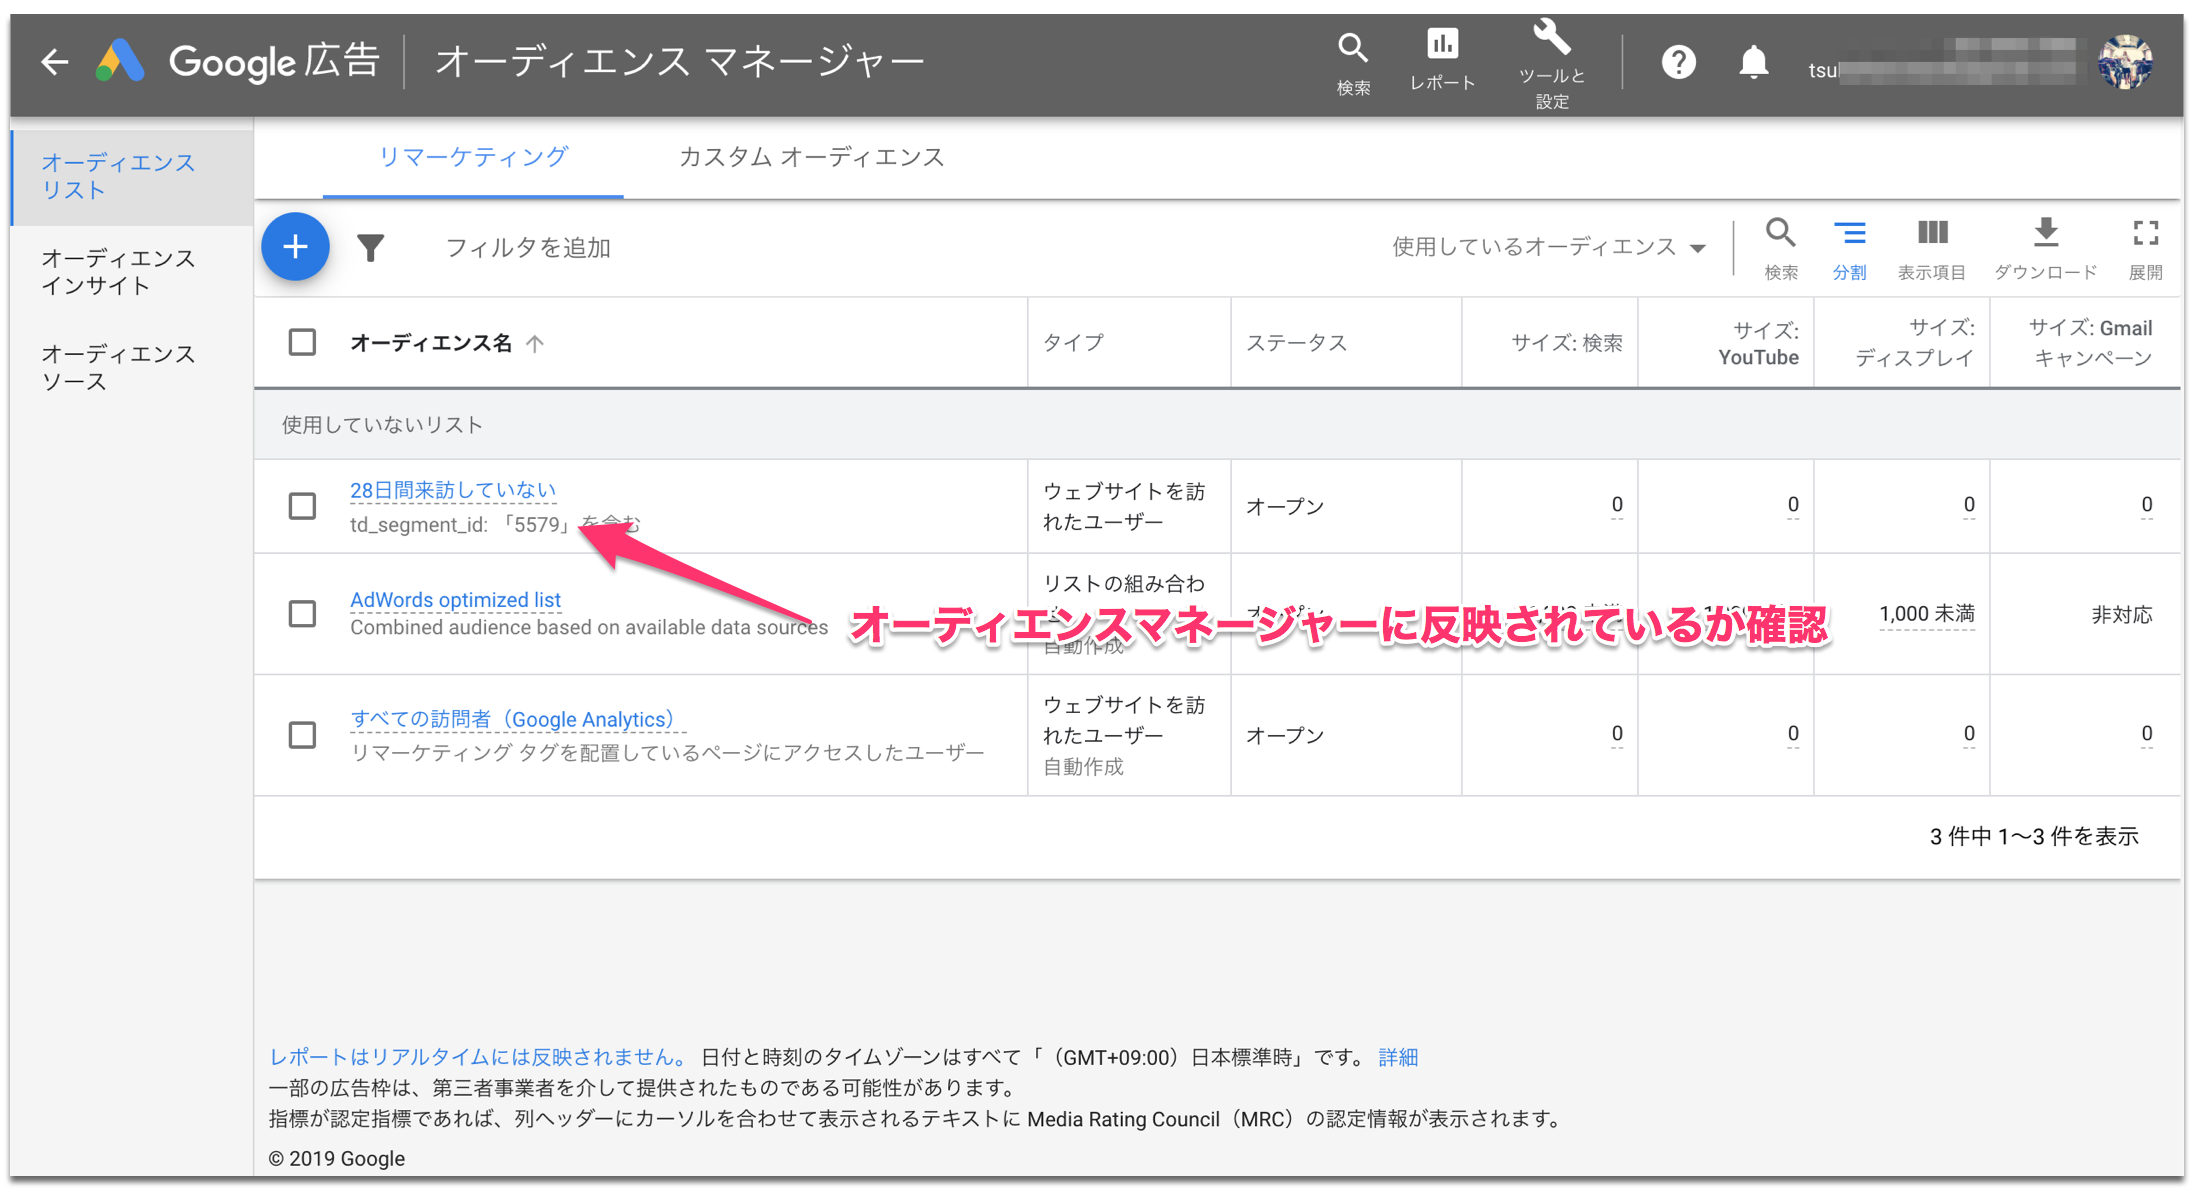 Google 広告
オーディエンス マネージャー
検索
レポート
ツールと
設定
tsul
オーディエンス
リスト
オーディエンス
インサイト
オーディエンス
ソース
リマーケティング
カスタム オーディエンス
フィルタを追加
使用しているオーディエンス
検索
分割
表示項目
ダウンロード
展開
オーディエンス名
タイプ
ステータス
サイズ: 検索
サイズ:
YouTube
サイズ:
ディスプレイ
サイズ: Gmail
キャンペーン
使用していないリスト
28日間来訪していない
td_segment_id: 「5579」を含む
ウェブサイトを訪
れたユーザー
オープン
0
0
0
0
AdWords optimized list
Combined audience based on available data sources
リストの組み合わ
自動作成
1,000 未満
非対応
オーディエンスマネージャーに反映されているか確認
すべての訪問者（Google Analytics）
リマーケティング タグを配置しているページにアクセスしたユーザー
ウェブサイトを訪
れたユーザー
自動作成
オープン
0
0
0
0
3 件中 1～3 件を表示
レポートはリアルタイムには反映されません。 日付と時刻のタイムゾーンはすべて「（GMT+09:00）日本標準時」です。 詳細
一部の広告枠は、第三者事業者を介して提供されたものである可能性があります。
指標が認定指標であれば、列ヘッダーにカーソルを合わせて表示されるテキストに Media Rating Council（MRC）の認定情報が表示されます。
© 2019 Google